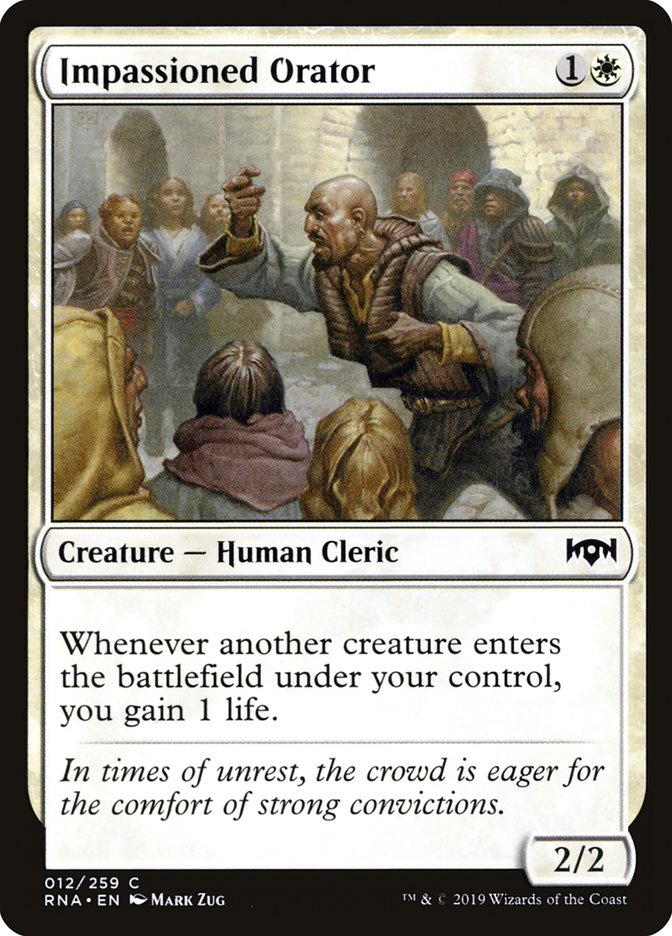 Impassioned Orator 1
Creature — Human Cleric
Whenever another creature enters
the battlefield under your control,
you gain 1 life.
In times of unrest, the crowd is eager for
the comfort of strong convictions.
2/2
012/259 C
RNA • EN Mark Zug
™ & © 2019 Wizards of the Coast